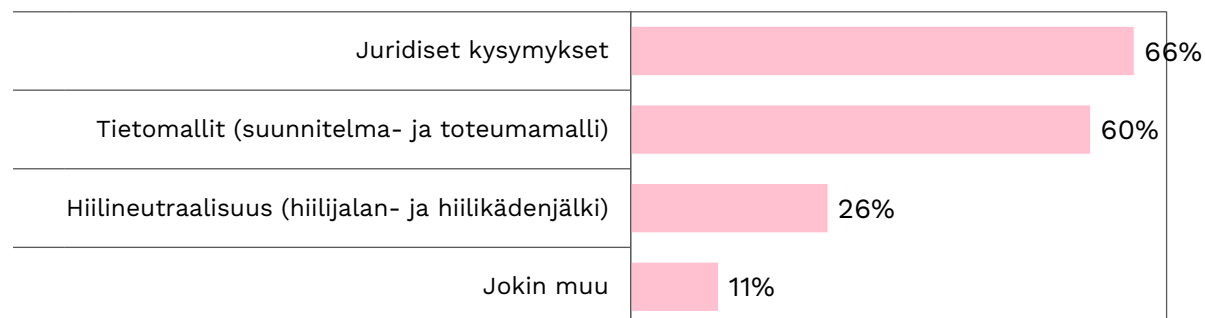 Juridiset kysymykset 66%
Tietomallit (suunnitelma- ja toteumamalli) 60%
Hiilineutraalisuus (hiilijalan- ja hiilikädenjälki) 26%
Jokin muu 11%